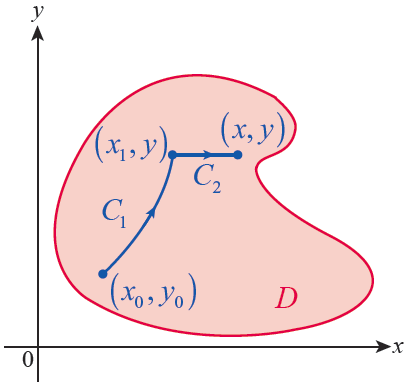 y
(x₁, y) (x, y)
C₂
C₁
(x₀, y₀)
D
0 x